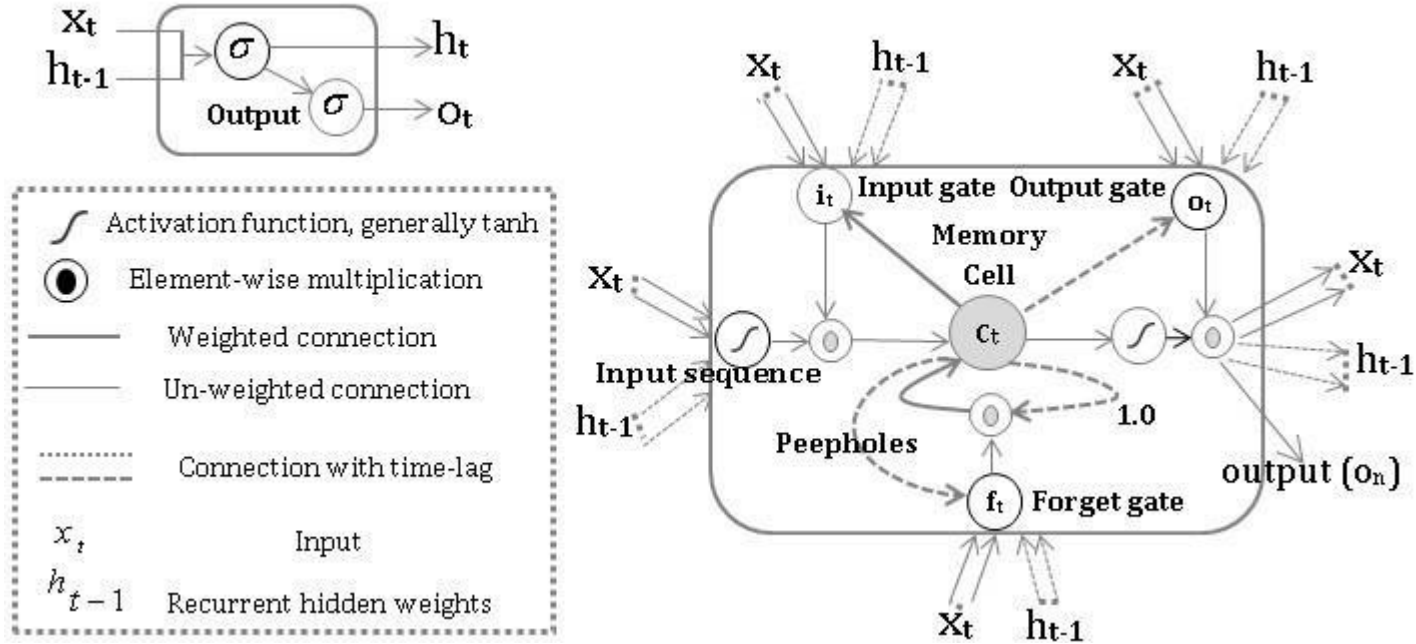 xₜ
hₜ₋₁
σ
σ
Output
hₜ
oₜ
Activation function, generally tanh
Element-wise multiplication
Weighted connection
Un-weighted connection
Connection with time-lag
xₜ
Input
hₜ₋₁
Recurrent hidden weights
xₜ
hₜ₋₁
xₜ
hₜ₋₁
iₜ
Input gate
Output gate
oₜ
Memory
Cell
xₜ
Cₜ
xₜ
Input sequence
hₜ₋₁
hₜ₋₁
Peepholes
1.0
output (oₙ)
fₜ
Forget gate
xₜ
hₜ₋₁